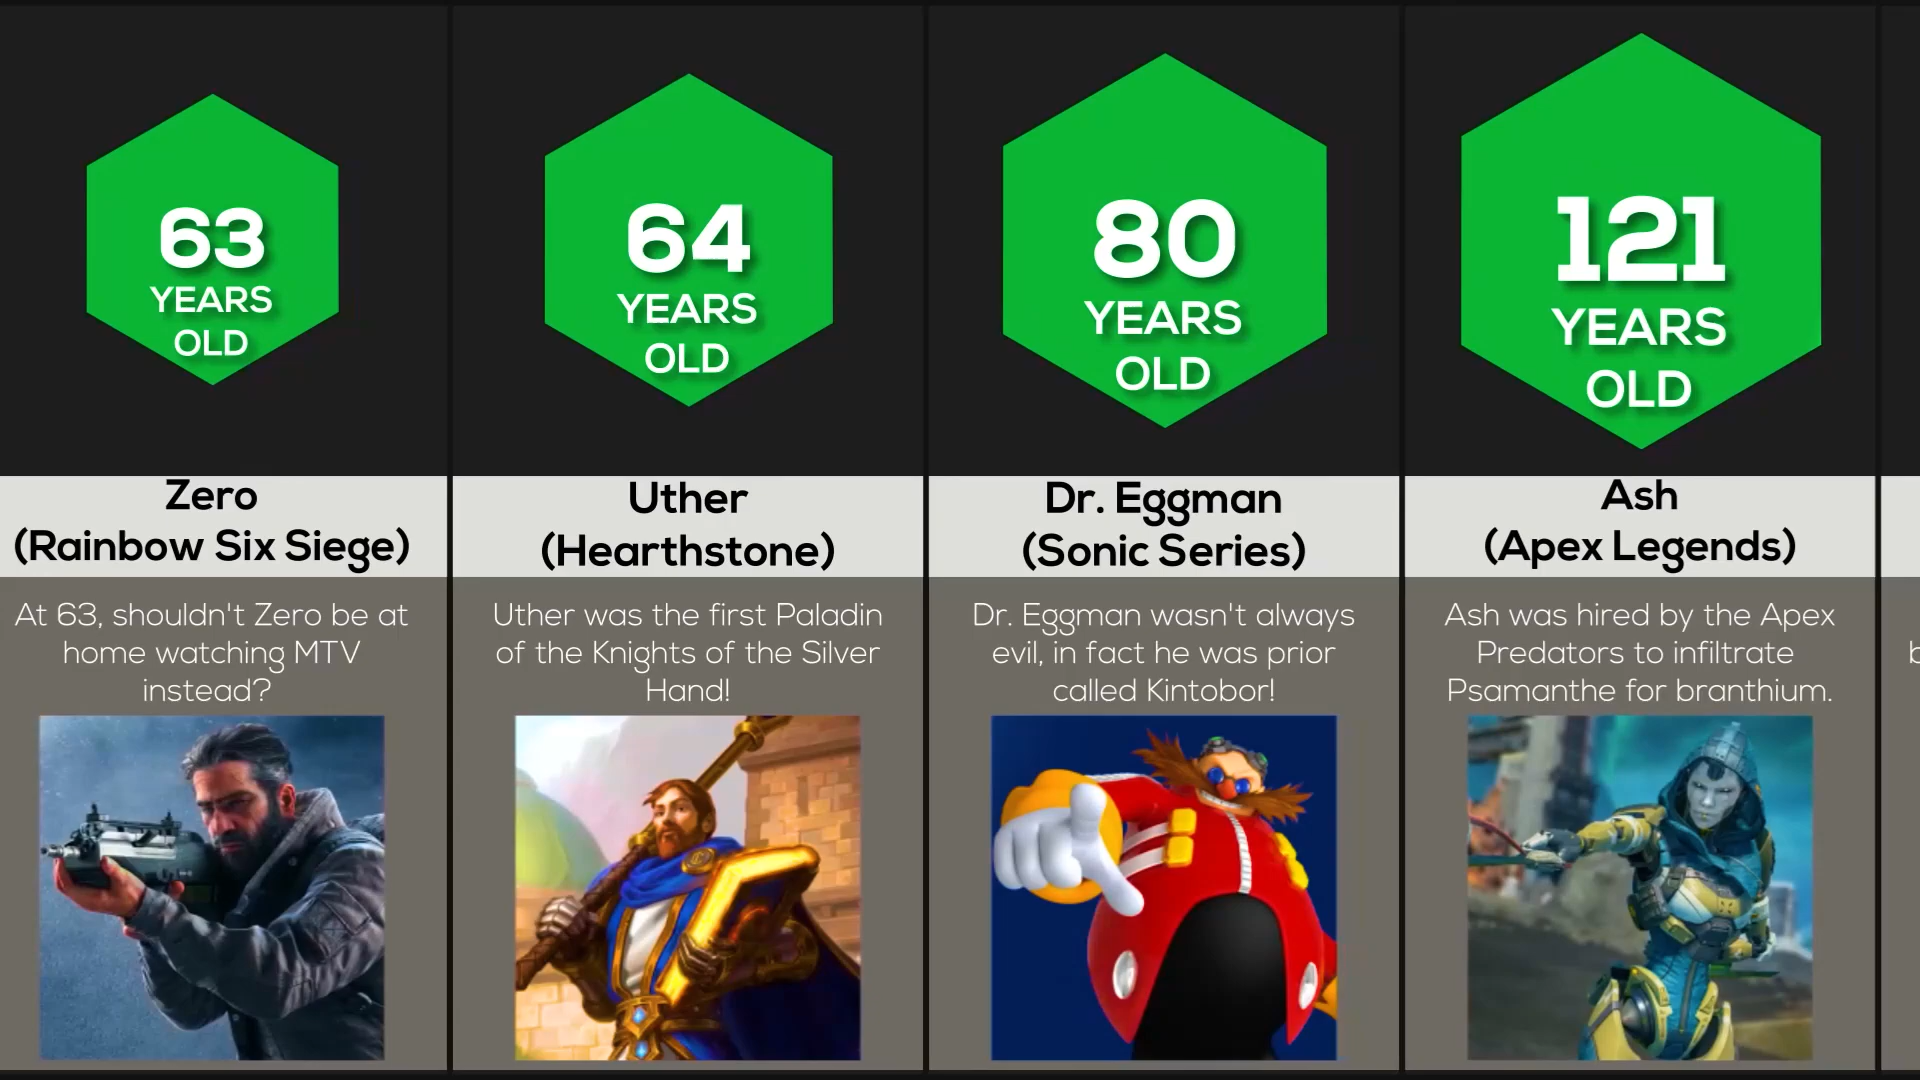 63
YEARS
OLD
Zero
(Rainbow Six Siege)
At 63, shouldn't Zero be at
home watching MTV
instead?
64
YEARS
OLD
Uther
(Hearthstone)
Uther was the first Paladin
of the Knights of the Silver
Hand!
80
YEARS
OLD
Dr. Eggman
(Sonic Series)
Dr. Eggman wasn't always
evil, in fact he was prior
called Kintobor!
121
YEARS
OLD
Ash
(Apex Legends)
Ash was hired by the Apex
Predators to infiltrate
Psamanthe for branthium.